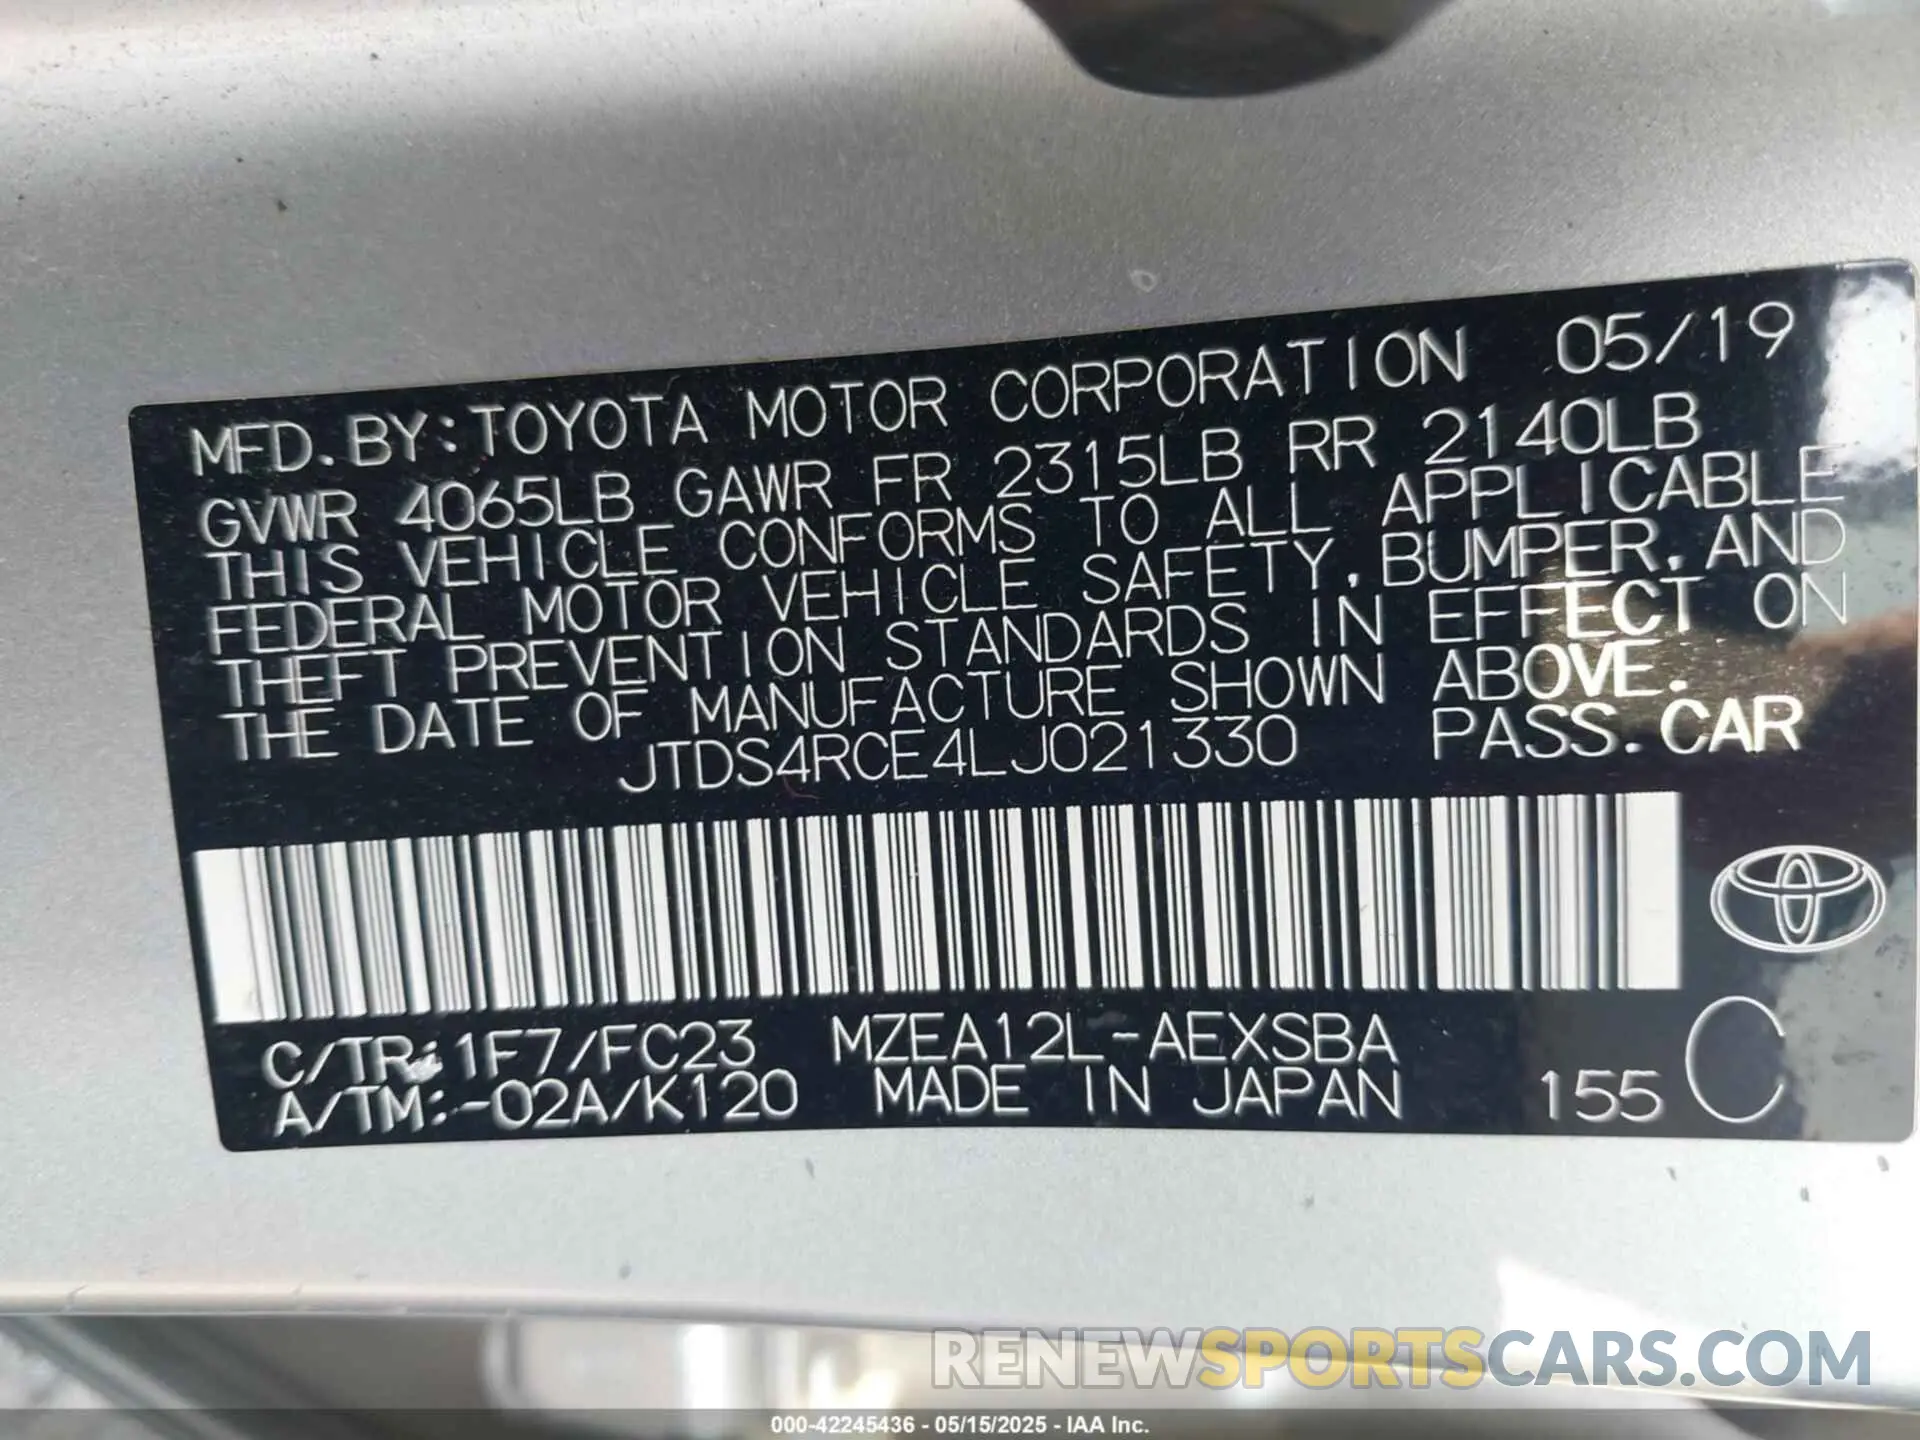 MFD. BY: TOYOTA MOTOR CORPORATION 05/19
GVWR 4065LB GAWR FR 2315LB RR 2140LB
THIS VEHICLE CONFORMS TO ALL APPLICABLE
FEDERAL MOTOR VEHICLE SAFETY, BUMPER, AND
THEFT PREVENTION STANDARDS IN EFFECT ON
THE DATE OF MANUFACTURE SHOWN ABOVE.
JTDS4RCE4LJ021330 PASS. CAR
C/TR: 1F7/FC23 MZEA12L-AEXSBA
A/TM: -02A/K120 MADE IN JAPAN 155 C
RENEWSPORTSCARS.COM
000-42245436 - 05/15/2025 - IAA Inc.